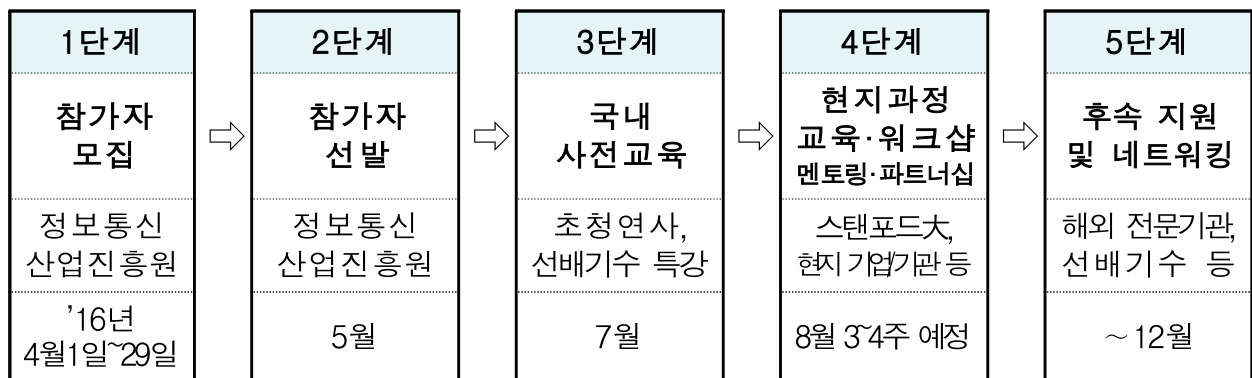 1단계
참가자
모집
정보통신
산업진흥원
’16년
4월1일~29일
2단계
참가자
선발
정보통신
산업진흥원
5월
3단계
국내
사전교육
초청연사,
선배기수 특강
7월
4단계
현지과정
교육·워크샵
멘토링·파트너십
스탠포드大,
현지 기업/기관 등
8월 3~4주 예정
5단계
후속 지원
및 네트워킹
해외 전문기관,
선배기수 등
~ 12월